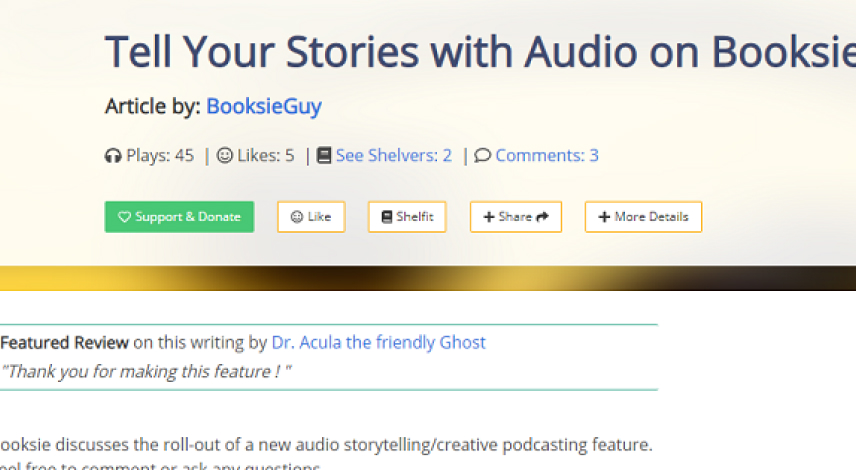 Tell Your Stories with Audio on Booksie
Article by: BooksieGuy
Plays: 45 | Likes: 5 | See Shelvers: 2 | Comments: 3
Support & Donate Like Shelfit Share More Details
Featured Review on this writing by Dr. Acula the friendly Ghost
"Thank you for making this feature ! "
ooksie discusses the roll-out of a new audio storytelling/creative podcasting feature.
eel free to comment or ask any questions